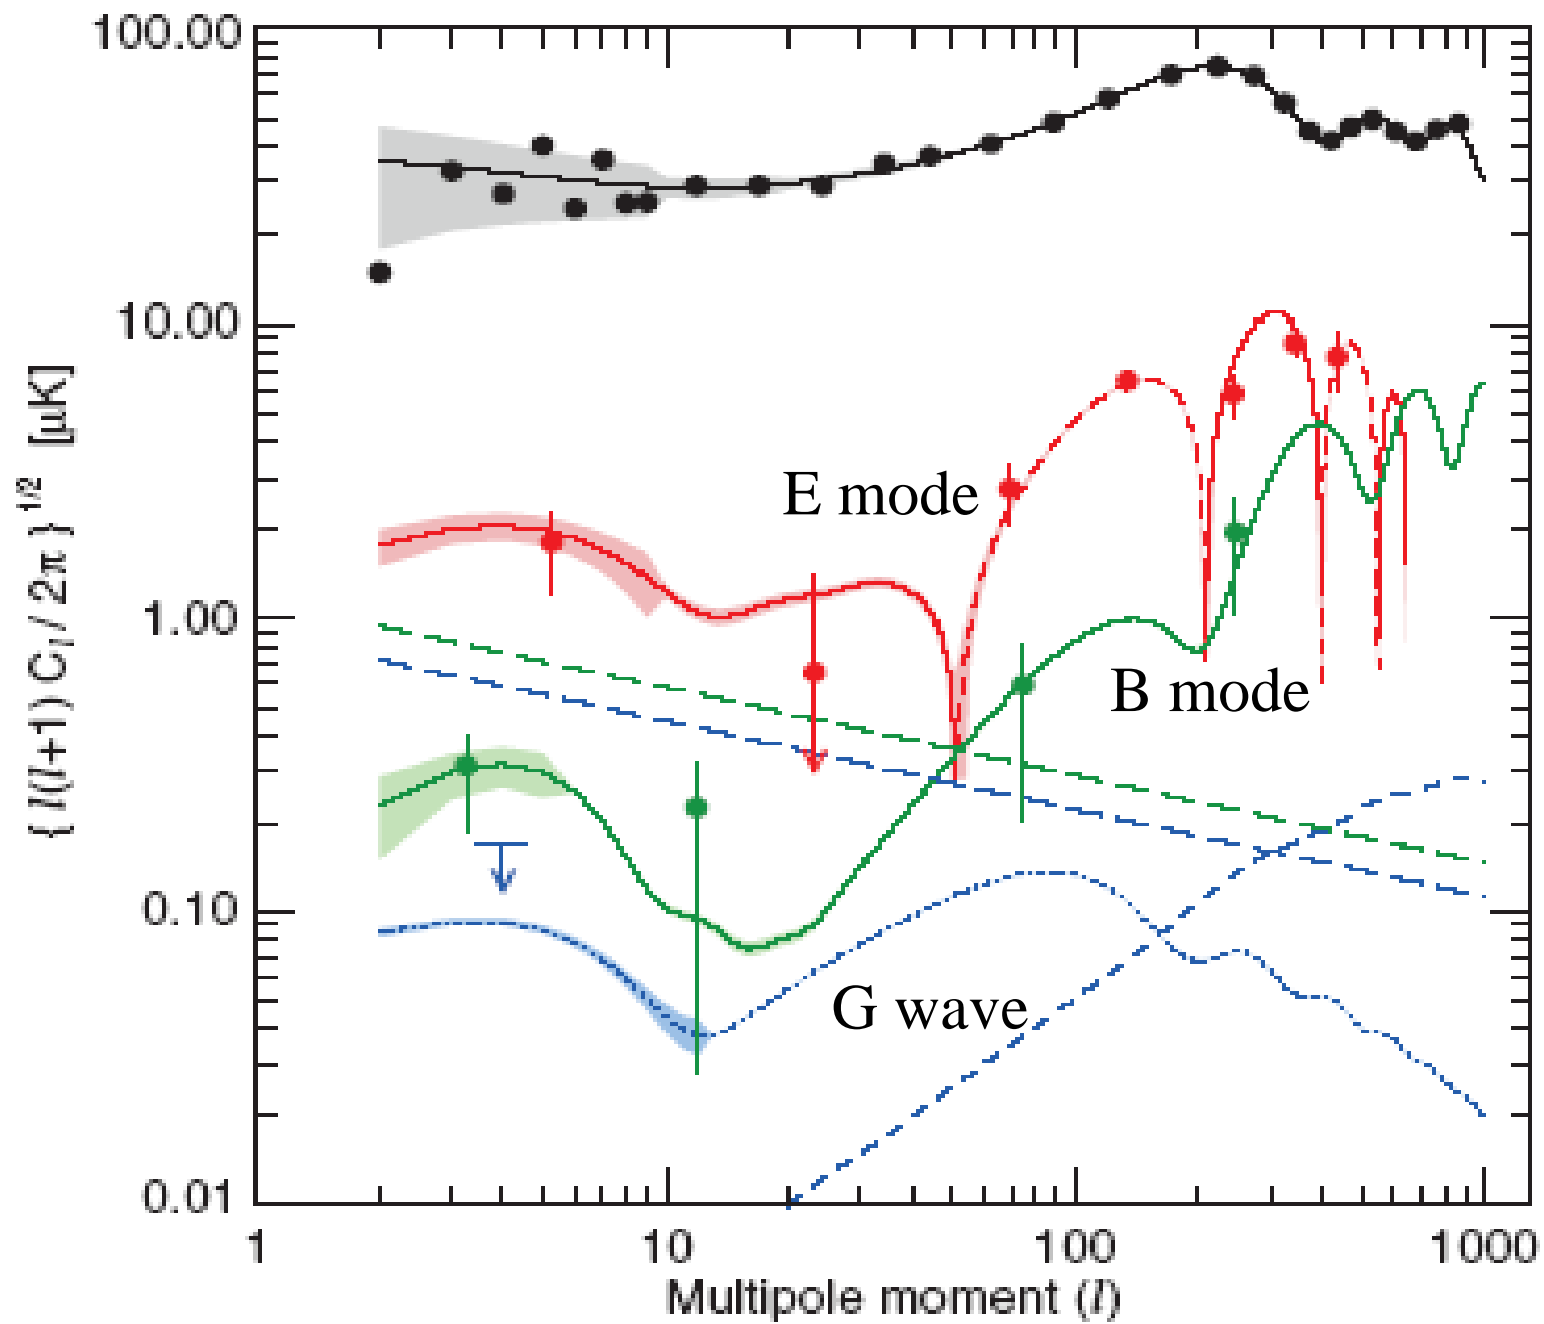 100.00
10.00
1.00
0.10
0.01
{ l(l+1) Cl / 2π }1/2 [μK]
E mode
B mode
G wave
1 10 100 1000
Multipole moment (l)